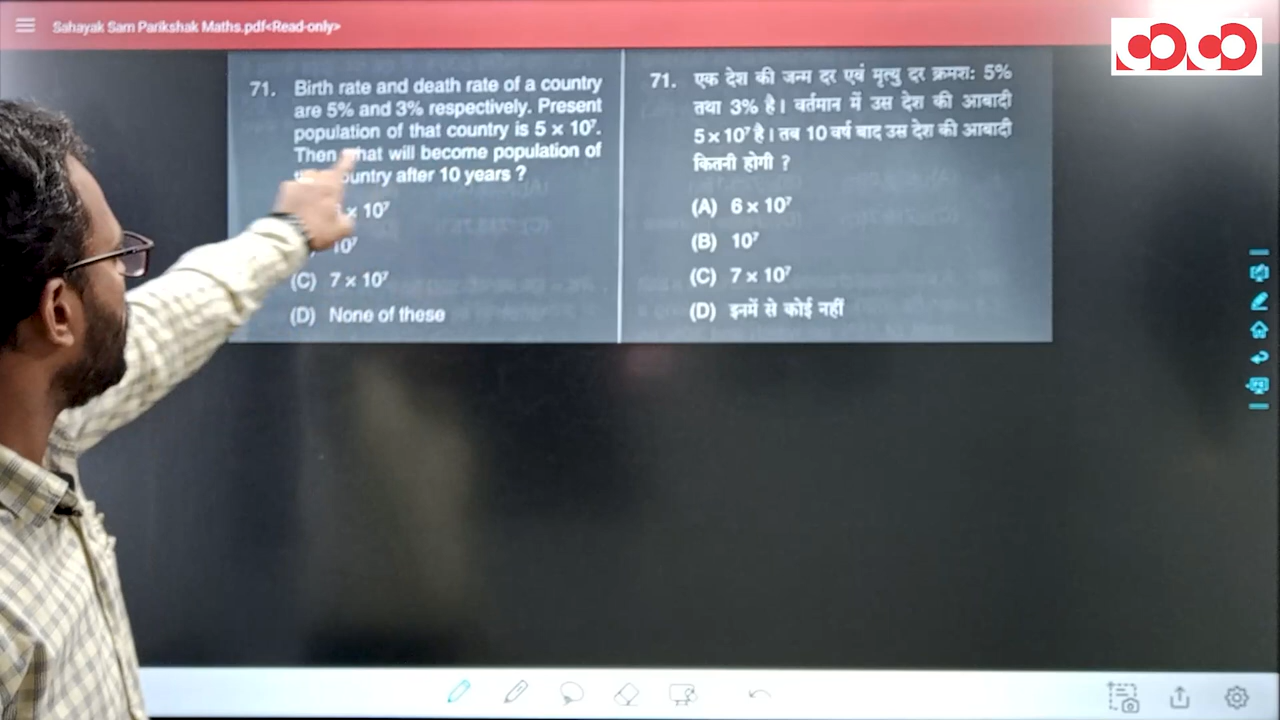 Sahayak Sam Parikshak Maths.pdf<Read-only>
71. Birth rate and death rate of a country
are 5% and 3% respectively. Present
population of that country is 5 × 10⁷.
Then what will become population of
country after 10 years ?
× 10⁷
10⁷
(C) 7 × 10⁷
(D) None of these
71. एक देश की जन्म दर एवं मृत्यु दर क्रमश: 5%
तथा 3% है। वर्तमान में उस देश की आबादी
5 × 10⁷ है। तब 10 वर्ष बाद उस देश की आबादी
कितनी होगी ?
(A) 6 × 10⁷
(B) 10⁷
(C) 7 × 10⁷
(D) इनमें से कोई नहीं